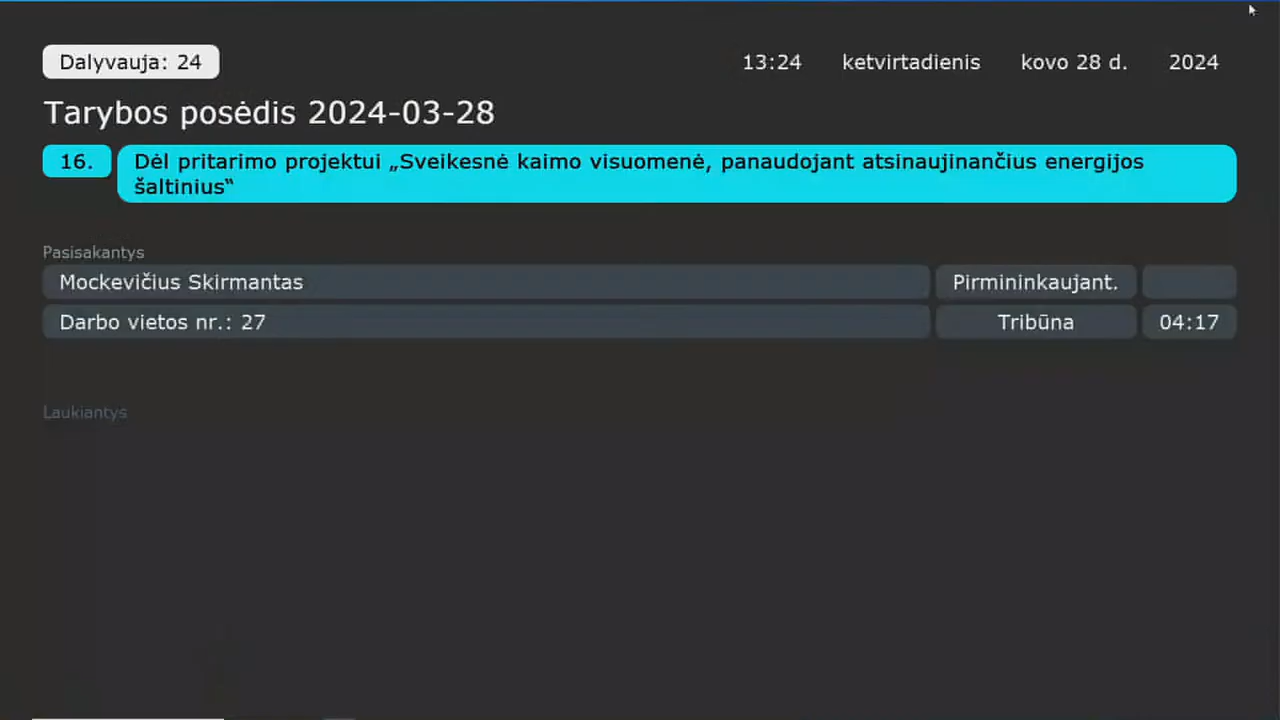 Dalyvauja: 24 13:24 ketvirtadienis kovo 28 d. 2024
Tarybos posėdis 2024-03-28
16. Dėl pritarimo projektui „Sveikesnė kaimo visuomenė, panaudojant atsinaujinančius energijos
šaltinius“
Pasisakantys
Mockevičius Skirmantas Pirmininkaujant.
Darbo vietos nr.: 27 Tribūna 04:17
Laukiantys